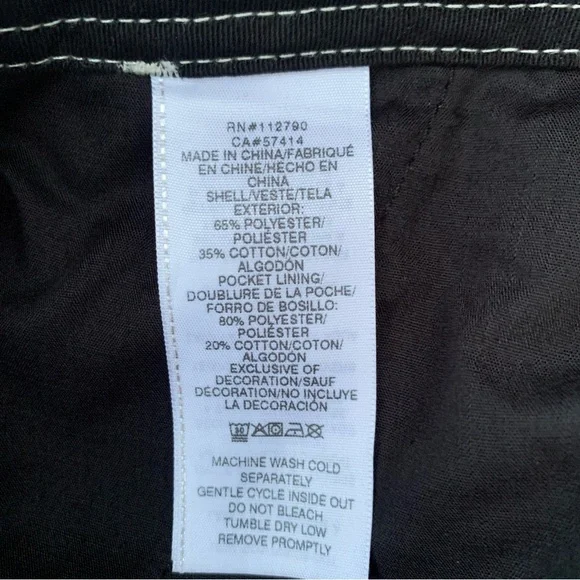 RN#112790
CA#57414
MADE IN CHINA/FABRIQUÉ
EN CHINE/HECHO EN
CHINA
SHELL/VESTE/TELA
EXTERIOR:
65% POLYESTER/
POLIÉSTER
35% COTTON/COTON/
ALGODÓN
POCKET LINING/
DOUBLURE DE LA POCHE/
FORRO DE BOSILLO:
80% POLYESTER/
POLIÉSTER
20% COTTON/COTON/
ALGODÓN
EXCLUSIVE OF
DECORATION/SAUF
DÉCORATION/NO INCLUYE
LA DECORACIÓN
30
MACHINE WASH COLD
SEPARATELY
GENTLE CYCLE INSIDE OUT
DO NOT BLEACH
TUMBLE DRY LOW
REMOVE PROMPTLY